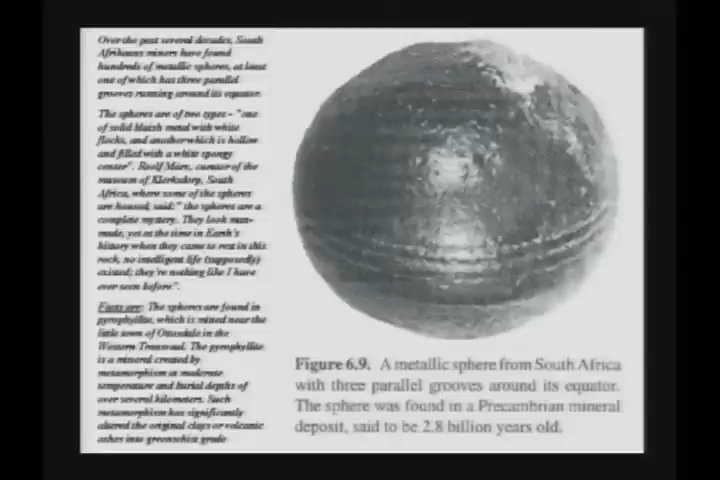 Over the past several decades, South
Afrikaans miners have found
hundreds of metallic spheres, at least
one of which has three parallel
grooves running around its equator.
The spheres are of two types - "one
of solid bluish metal with white
flecks, and another which is hollow
and filled with a white spongy
center". Roelf Marx, curator of the
museum of Klerksdorp, South
Africa, where some of the spheres
are housed, said:" the spheres are a
complete mystery. They look man-
made, yet at the time in Earth's
history when they came to rest in this
rock, no intelligent life (supposedly)
existed; they're nothing like I have
ever seen before".
Facts are: The spheres are found in
pyrophyllite, which is mined near the
little town of Ottosdale in the
Western Transvaal. The pyrophyllite
is a mineral created by
metamorphism at moderate
temperature and burial depths of
over several kilometers. Such
metamorphism has significantly
altered the original clays or volcanic
ashes into greenschist grade
Figure 6.9. A metallic sphere from South Africa
with three parallel grooves around its equator.
The sphere was found in a Precambrian mineral
deposit, said to be 2.8 billion years old.